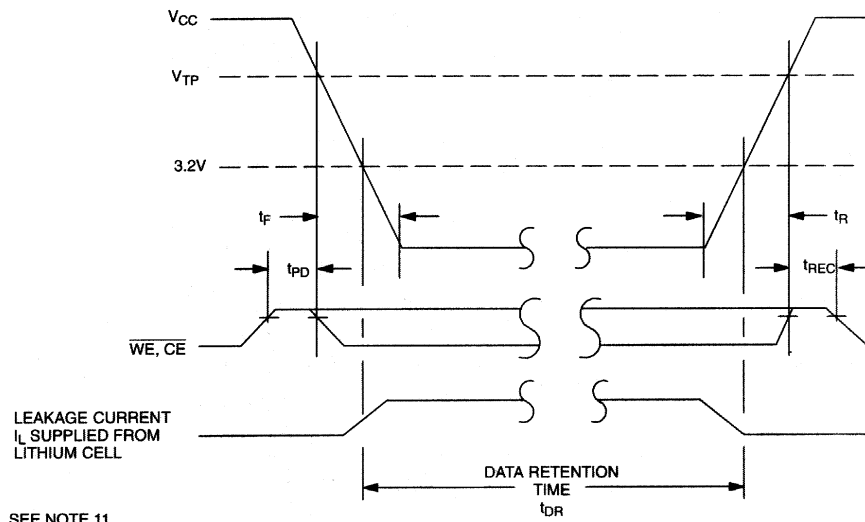 VCC
VTP
3.2V
tF
tR
tPD
tREC
WE, CE
LEAKAGE CURRENT
IL SUPPLIED FROM
LITHIUM CELL
DATA RETENTION
TIME
tDR
SEE NOTE 11